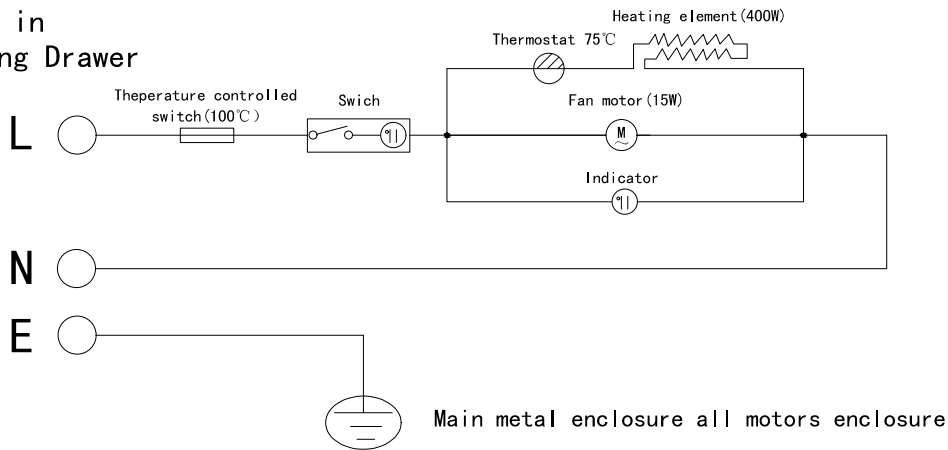 in
ng Drawer
Heating element(400W)
Thermostat 75℃
Theperature controlled
switch(100℃)
Swich
Fan motor(15W)
L
M
~
Indicator
N
E
Main metal enclosure all motors enclosure